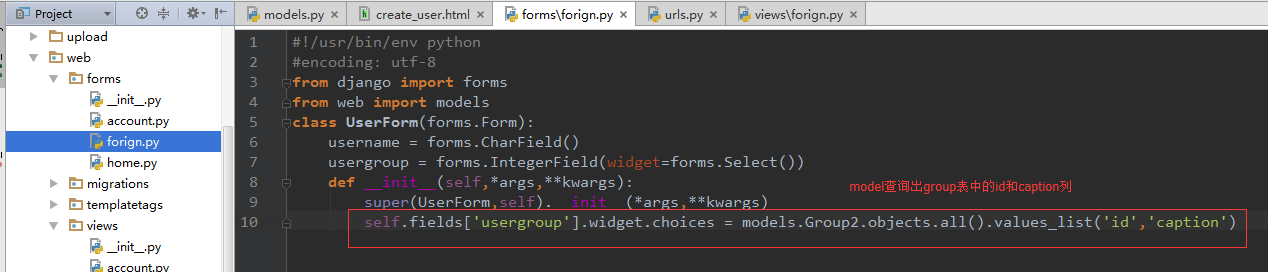 Project
models.py
create_user.html
forms\forign.py
urls.py
views\forign.py
upload
web
forms
__init__.py
account.py
forign.py
home.py
migrations
templatetags
views
__init__.py
account.py
1 #!/usr/bin/env python
2 #encoding: utf-8
3 from django import forms
4 from web import models
5 class UserForm(forms.Form):
6 username = forms.CharField()
7 usergroup = forms.IntegerField(widget=forms.Select())
8 def __init__(self,*args,**kwargs):
model查询出group表中的id和caption列
9 super(UserForm,self).__init__(*args,**kwargs)
10 self.fields['usergroup'].widget.choices = models.Group2.objects.all().values_list('id','caption')